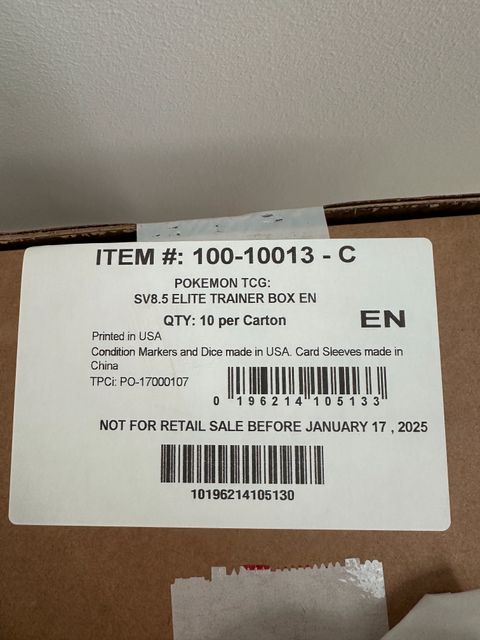 ITEM #: 100-10013 - C
POKEMON TCG:
SV8.5 ELITE TRAINER BOX EN
QTY: 10 per Carton
EN
Printed in USA
Condition Markers and Dice made in USA. Card Sleeves made in
China
TPCi: PO-17000107
0 196214 105133
NOT FOR RETAIL SALE BEFORE JANUARY 17 , 2025
10196214105130